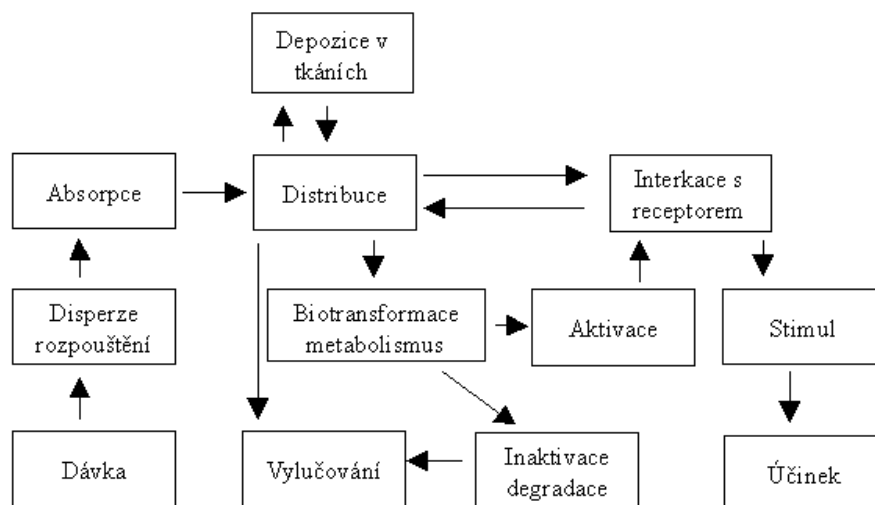 Depozice v
tkáních
Absorpce
Distribuce
Interkace s
receptorem
Disperze
rozpouštění
Biotransformace
metabolismus
Aktivace
Stimul
Dávka
Vylučování
Inaktivace
degradace
Účinek